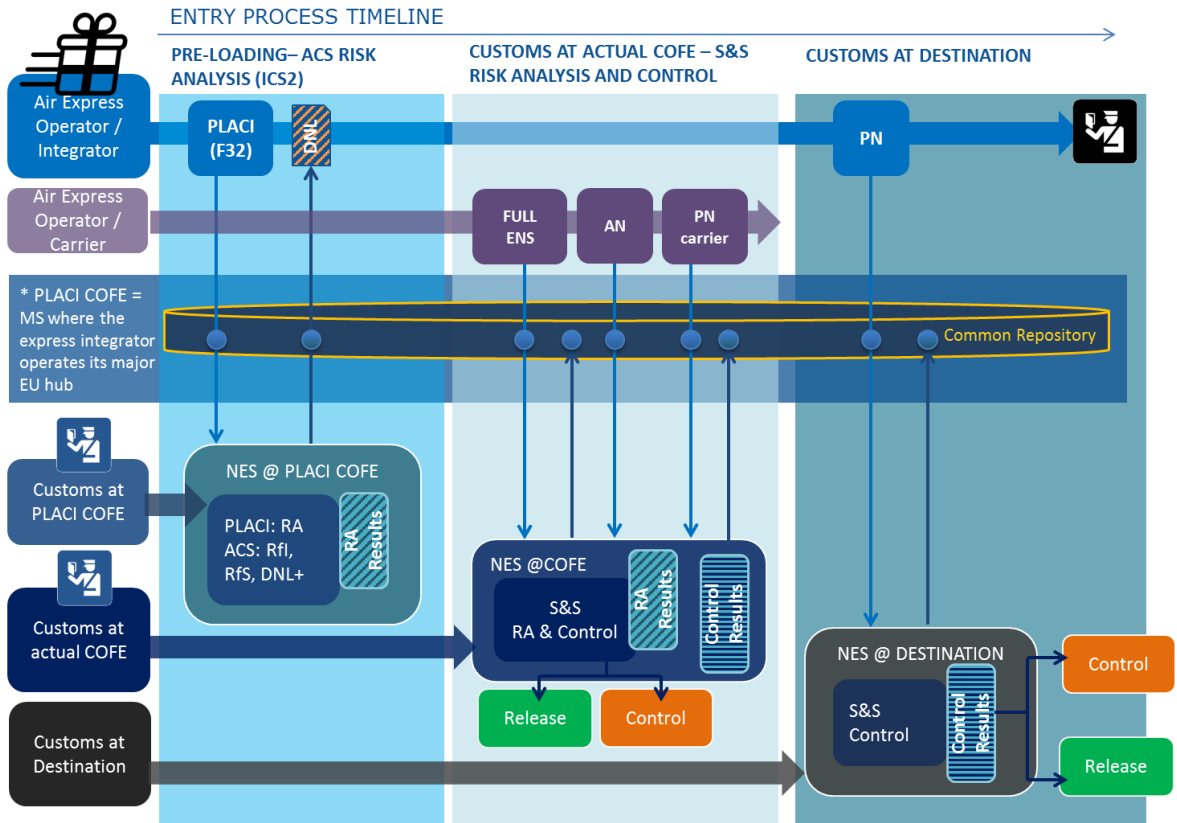 ENTRY PROCESS TIMELINE
PRE-LOADING– ACS RISK
ANALYSIS (ICS2)
CUSTOMS AT ACTUAL COFE – S&S
RISK ANALYSIS AND CONTROL
CUSTOMS AT DESTINATION
Air Express
Operator /
Integrator
PLACI
(F32)
DNL
PN
Air Express
Operator /
Carrier
FULL
ENS
AN
PN
carrier
* PLACI COFE =
MS where the
express integrator
operates its major
EU hub
Common Repository
Customs at
PLACI COFE
NES @ PLACI COFE
PLACI: RA
ACS: RfI,
RfS, DNL+
RA
Results
Customs at
actual COFE
NES @COFE
S&S
RA & Control
RA
Results
Control
Results
Release
Control
Customs at
Destination
NES @ DESTINATION
S&S
Control
Control
Results
Control
Release